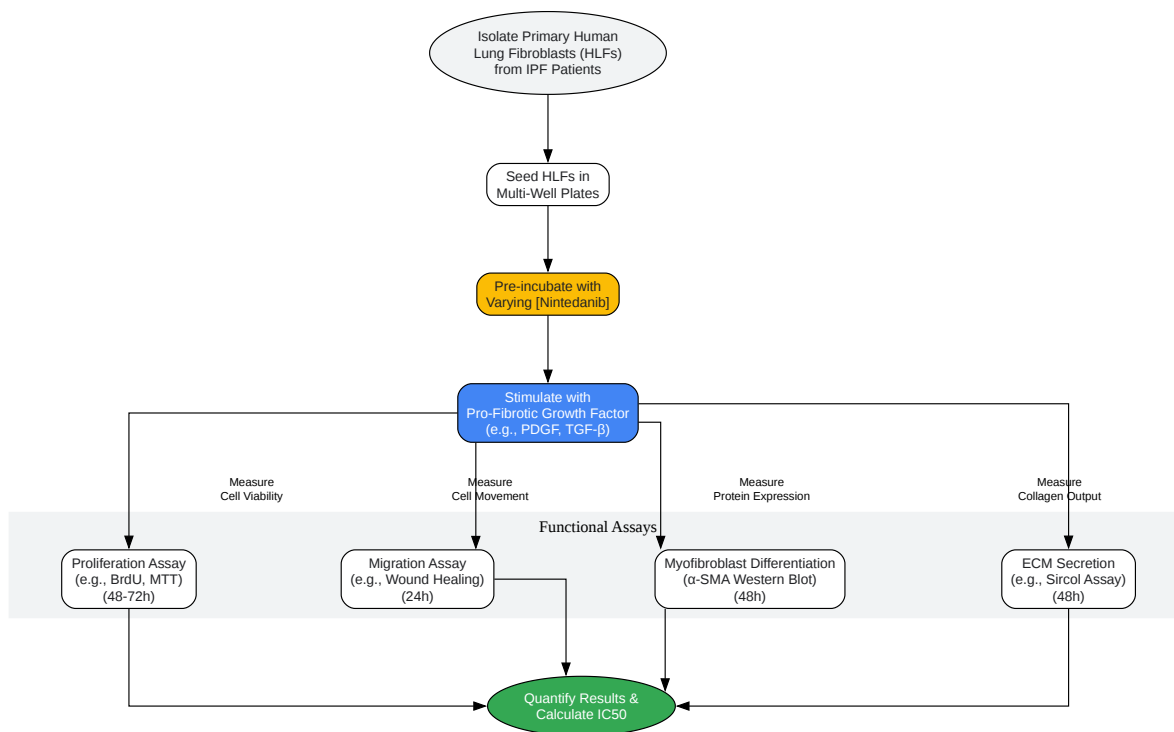 Isolate Primary Human
Lung Fibroblasts (HLFs)
from IPF Patients
Seed HLFs in
Multi-Well Plates
Pre-incubate with
Varying [Nintedanib]
Stimulate with
Pro-Fibrotic Growth Factor
(e.g., PDGF, TGF-β)
Measure
Cell Viability
Measure
Cell Movement
Measure
Protein Expression
Measure
Collagen Output
Functional Assays
Proliferation Assay
(e.g., BrdU, MTT)
(48-72h)
Migration Assay
(e.g., Wound Healing)
(24h)
Myofibroblast Differentiation
(α-SMA Western Blot)
(48h)
ECM Secretion
(e.g., Sircol Assay)
(48h)
Quantify Results &
Calculate IC50